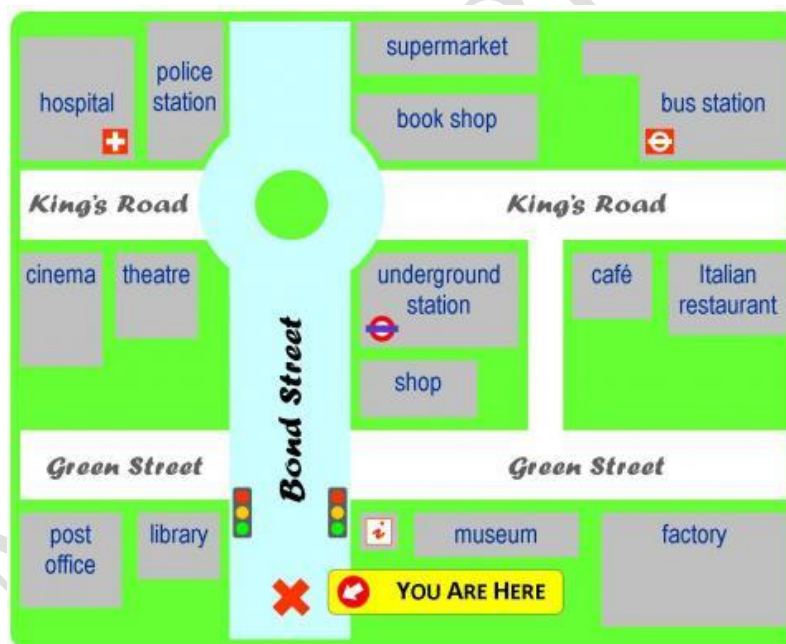 supermarket
police
station
hospital
book shop
bus station
King's Road
King's Road
cinema
theatre
underground
station
café
Italian
restaurant
Bond Street
shop
Green Street
Green Street
post
office
library
i
museum
factory
YOU ARE HERE